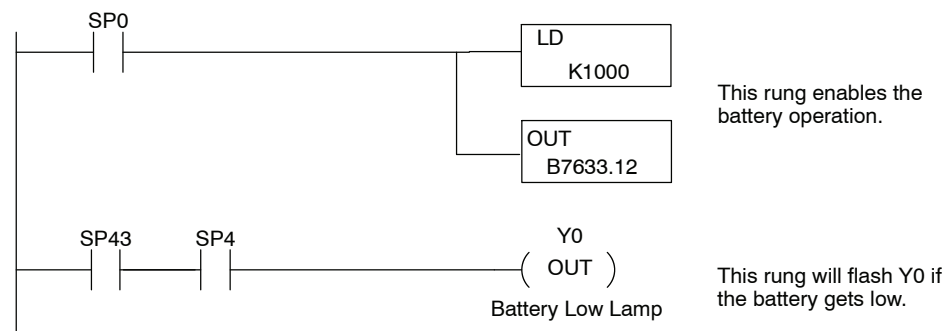 SP0
LD
K1000
This rung enables the
battery operation.
OUT
B7633.12
SP43
SP4
Y0
OUT
Battery Low Lamp
This rung will flash Y0 if
the battery gets low.